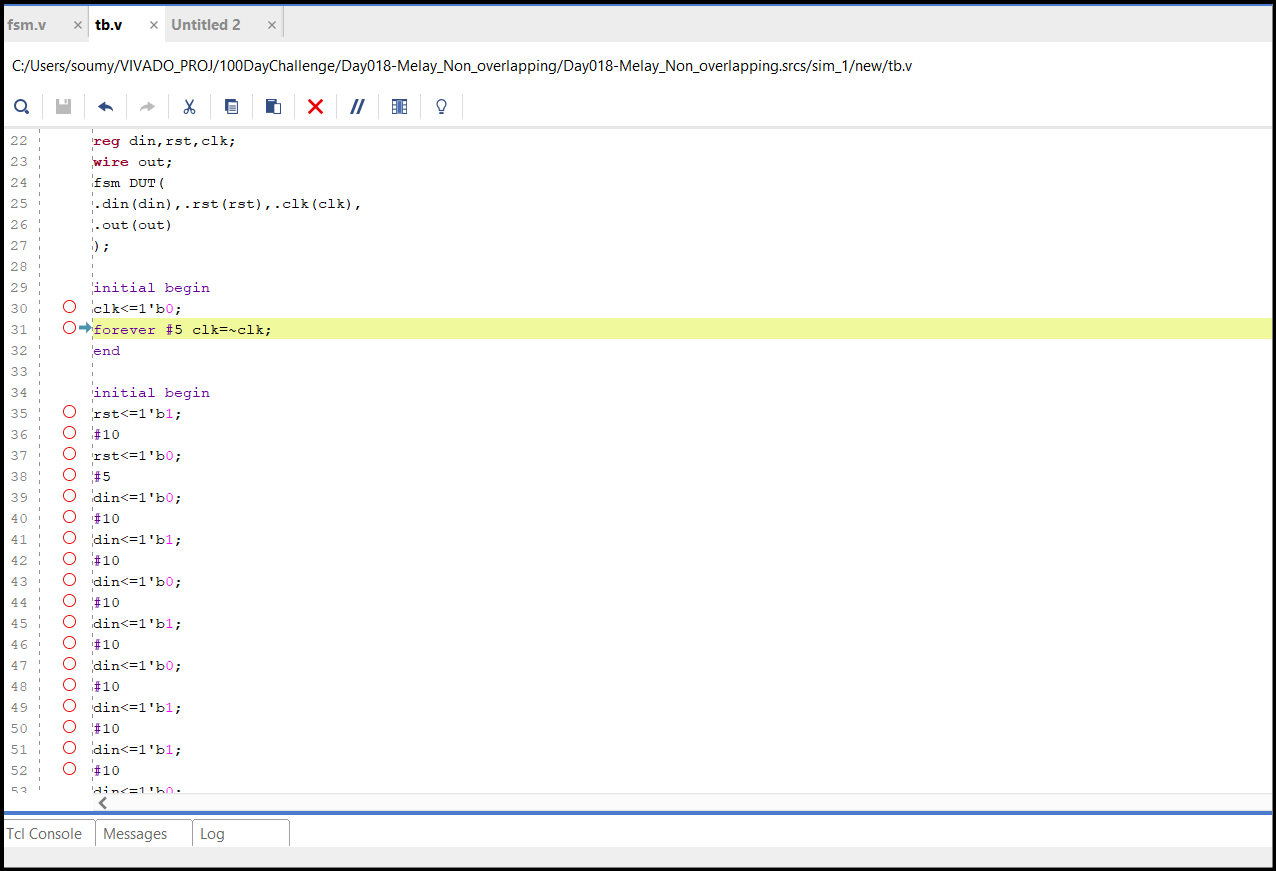 fsm.v × tb.v × Untitled 2 ×
C:/Users/soumy/VIVADO_PROJ/100DayChallenge/Day018-Melay_Non_overlapping/Day018-Melay_Non_overlapping.srcs/sim_1/new/tb.v
22 reg din,rst,clk;
23 wire out;
24 fsm DUT(
25 .din(din),.rst(rst),.clk(clk),
26 .out(out)
27 );
28
29 initial begin
30 clk<=1'b0;
31 forever #5 clk=~clk;
32 end
33
34 initial begin
35 rst<=1'b1;
36 #10
37 rst<=1'b0;
38 #5
39 din<=1'b0;
40 #10
41 din<=1'b1;
42 #10
43 din<=1'b0;
44 #10
45 din<=1'b1;
46 #10
47 din<=1'b0;
48 #10
49 din<=1'b1;
50 #10
51 din<=1'b1;
52 #10
53 din<=1'b0;
Tcl Console Messages Log